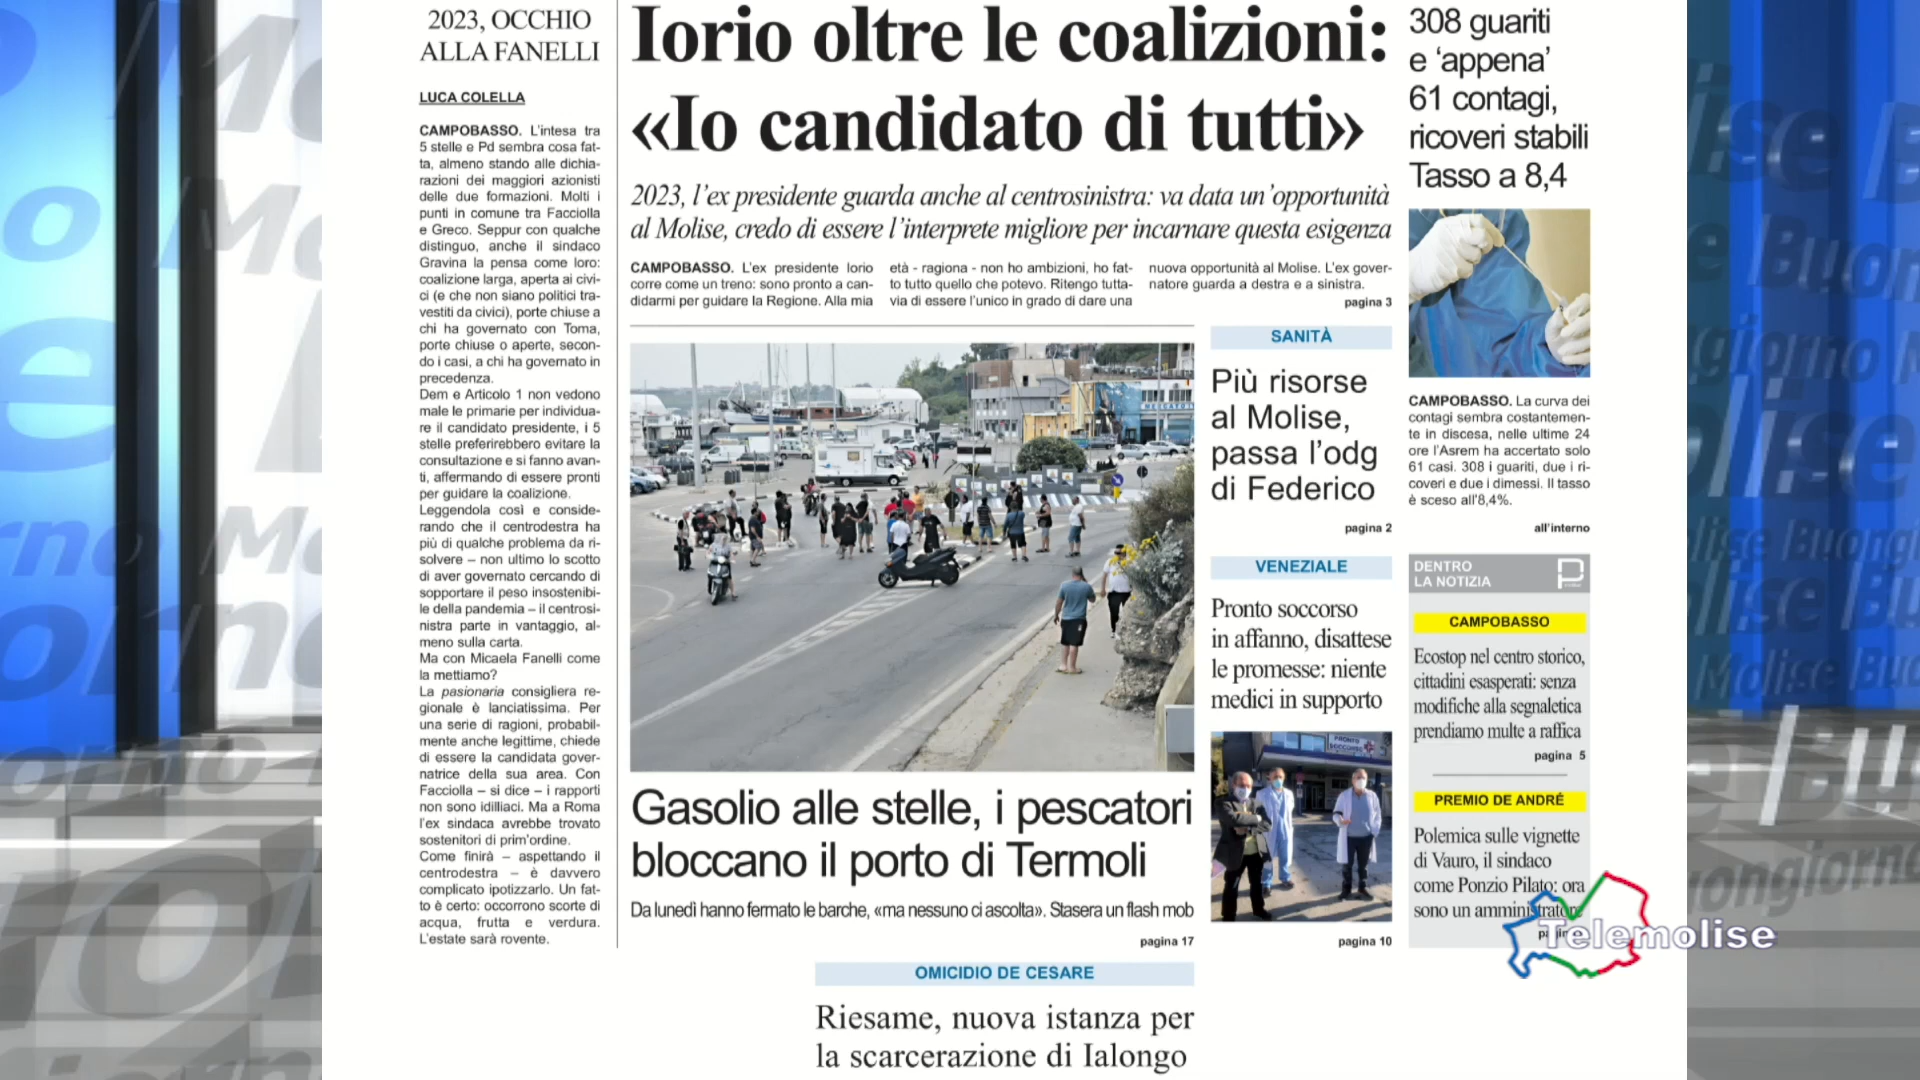 2023, OCCHIO
ALLA FANELLI
LUCA COLELLA
CAMPOBASSO. L'intesa tra
5 stelle e Pd sembra cosa fat-
ta, almeno stando alle dichia-
razioni dei maggiori azionisti
delle due formazioni. Molti i
punti in comune tra Facciolla
e Greco. Seppur con qualche
distinguo, anche il sindaco
Gravina la pensa come loro:
coalizione larga, aperta ai civi-
ci (e che non siano politici tra-
vestiti da civici), porte chiuse a
chi ha governato con Toma,
porte chiuse o aperte, secon-
do i casi, a chi ha governato in
precedenza.
Dem e Articolo 1 non vedono
male le primarie per individua-
re il candidato presidente, i 5
stelle preferirebbero evitare la
consultazione e si fanno avan-
ti, affermando di essere pronti
per guidare la coalizione.
Leggendola così e conside-
rando che il centrodestra ha
più di qualche problema da ri-
solvere – non ultimo lo scotto
di aver governato cercando di
sopportare il peso insostenibi-
le della pandemia – il centrosi-
nistra parte in vantaggio, al-
meno sulla carta.
Ma con Micaela Fanelli come
la mettiamo?
La pasionaria consigliera re-
gionale è lanciatissima. Per
una serie di ragioni, probabil-
mente anche legittime, chiede
di essere la candidata gover-
natrice della sua area. Con
Facciolla – si dice – i rapporti
non sono idilliaci. Ma a Roma
l'ex sindaca avrebbe trovato
sostenitori di prim'ordine.
Come finirà – aspettando il
centrodestra – è davvero
complicato ipotizzarlo. Un fat-
to è certo: occorrono scorte di
acqua, frutta e verdura.
L'estate sarà rovente.
Iorio oltre le coalizioni:
«Io candidato di tutti»
2023, l'ex presidente guarda anche al centrosinistra: va data un'opportunità
al Molise, credo di essere l'interprete migliore per incarnare questa esigenza
CAMPOBASSO. L'ex presidente Iorio
corre come un treno: sono pronto a can-
didarmi per guidare la Regione. Alla mia
età - ragiona - non ho ambizioni, ho fat-
to tutto quello che potevo. Ritengo tutta-
via di essere l'unico in grado di dare una
nuova opportunità al Molise. L'ex gover-
natore guarda a destra e a sinistra.
pagina 3
Gasolio alle stelle, i pescatori
bloccano il porto di Termoli
Da lunedì hanno fermato le barche, «ma nessuno ci ascolta». Stasera un flash mob
pagina 17
OMICIDIO DE CESARE
Riesame, nuova istanza per
la scarcerazione di Ialongo
SANITÀ
Più risorse
al Molise,
passa l'odg
di Federico
pagina 2
VENEZIALE
Pronto soccorso
in affanno, disattese
le promesse: niente
medici in supporto
PRONTO
SOCCORSO
pagina 10
308 guariti
e 'appena'
61 contagi,
ricoveri stabili
Tasso a 8,4
CAMPOBASSO. La curva dei
contagi sembra costantemen-
te in discesa, nelle ultime 24
ore l'Asrem ha accertato solo
61 casi. 308 i guariti, due i ri-
coveri e due i dimessi. Il tasso
è sceso all'8,4%.
all'interno
DENTRO
LA NOTIZIA
CAMPOBASSO
Ecostop nel centro storico,
cittadini esasperati: senza
modifiche alla segnaletica
prendiamo multe a raffica
pagina 5
PREMIO DE ANDRÉ
Polemica sulle vignette
di Vauro, il sindaco
come Ponzio Pilato: ora
sono un amministratore
Telemolise